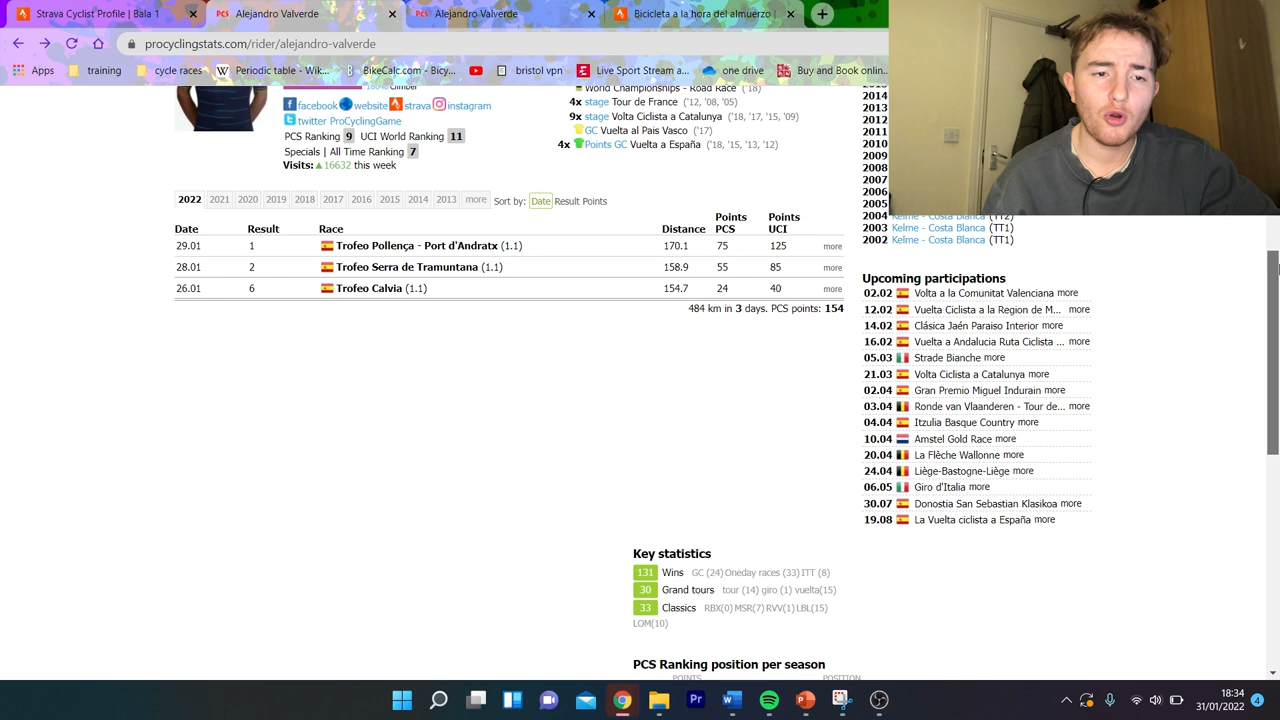 Strava Cyclist Profile | Bala 1
PCS Alejandro Valverde
PCS Alejandro Valverde
Bicicleta a la hora del almuerzo |
procyclingstats.com/rider/alejandro-valverde
Apps
training
cycle races
Periodic table - Wik...
BikeCalc.com - Bicy...
bristol vpn
Live Sport Stream a...
one drive
Buy and Book onlin...
Climber
facebook website strava instagram
twitter ProCyclingGame
PCS Ranking 9 UCI World Ranking 11
Specials | All Time Ranking 7
Visits: ▲16632 this week
World Championships - Road Race ('18)
4x stage Tour de France ('12, '08, '05)
9x stage Volta Ciclista a Catalunya ('18, '17, '15, '09)
GC Vuelta al Pais Vasco ('17)
4x Points GC Vuelta a España ('18, '15, '13, '12)
2014
2013
2012
2011
2010
2009
2008
2007
2006
2005
2004 Kelme - Costa Blanca (TT2)
2003 Kelme - Costa Blanca (TT1)
2002 Kelme - Costa Blanca (TT1)
2022 2021 2020 2019 2018 2017 2016 2015 2014 2013 more Sort by: Date Result Points
Date Result Race Distance Points PCS Points UCI
29.01 1 Trofeo Pollença - Port d'Andratx (1.1) 170.1 75 125 more
28.01 2 Trofeo Serra de Tramuntana (1.1) 158.9 55 85 more
26.01 6 Trofeo Calvia (1.1) 154.7 24 40 more
484 km in 3 days. PCS points: 154
Upcoming participations
02.02 Volta a la Comunitat Valenciana more
12.02 Vuelta Ciclista a la Region de M... more
14.02 Clásica Jaén Paraiso Interior more
16.02 Vuelta a Andalucia Ruta Ciclista ... more
05.03 Strade Bianche more
21.03 Volta Ciclista a Catalunya more
02.04 Gran Premio Miguel Indurain more
03.04 Ronde van Vlaanderen - Tour de... more
04.04 Itzulia Basque Country more
10.04 Amstel Gold Race more
20.04 La Flèche Wallonne more
24.04 Liège-Bastogne-Liège more
06.05 Giro d'Italia more
30.07 Donostia San Sebastian Klasikoa more
19.08 La Vuelta ciclista a España more
Key statistics
131 Wins GC (24) Oneday races (33) ITT (8)
30 Grand tours tour (14) giro (1) vuelta(15)
33 Classics RBX(0) MSR(7) RVV(1) LBL(15)
LOM(10)
PCS Ranking position per season
POINTS POSITION
18:34
31/01/2022
4